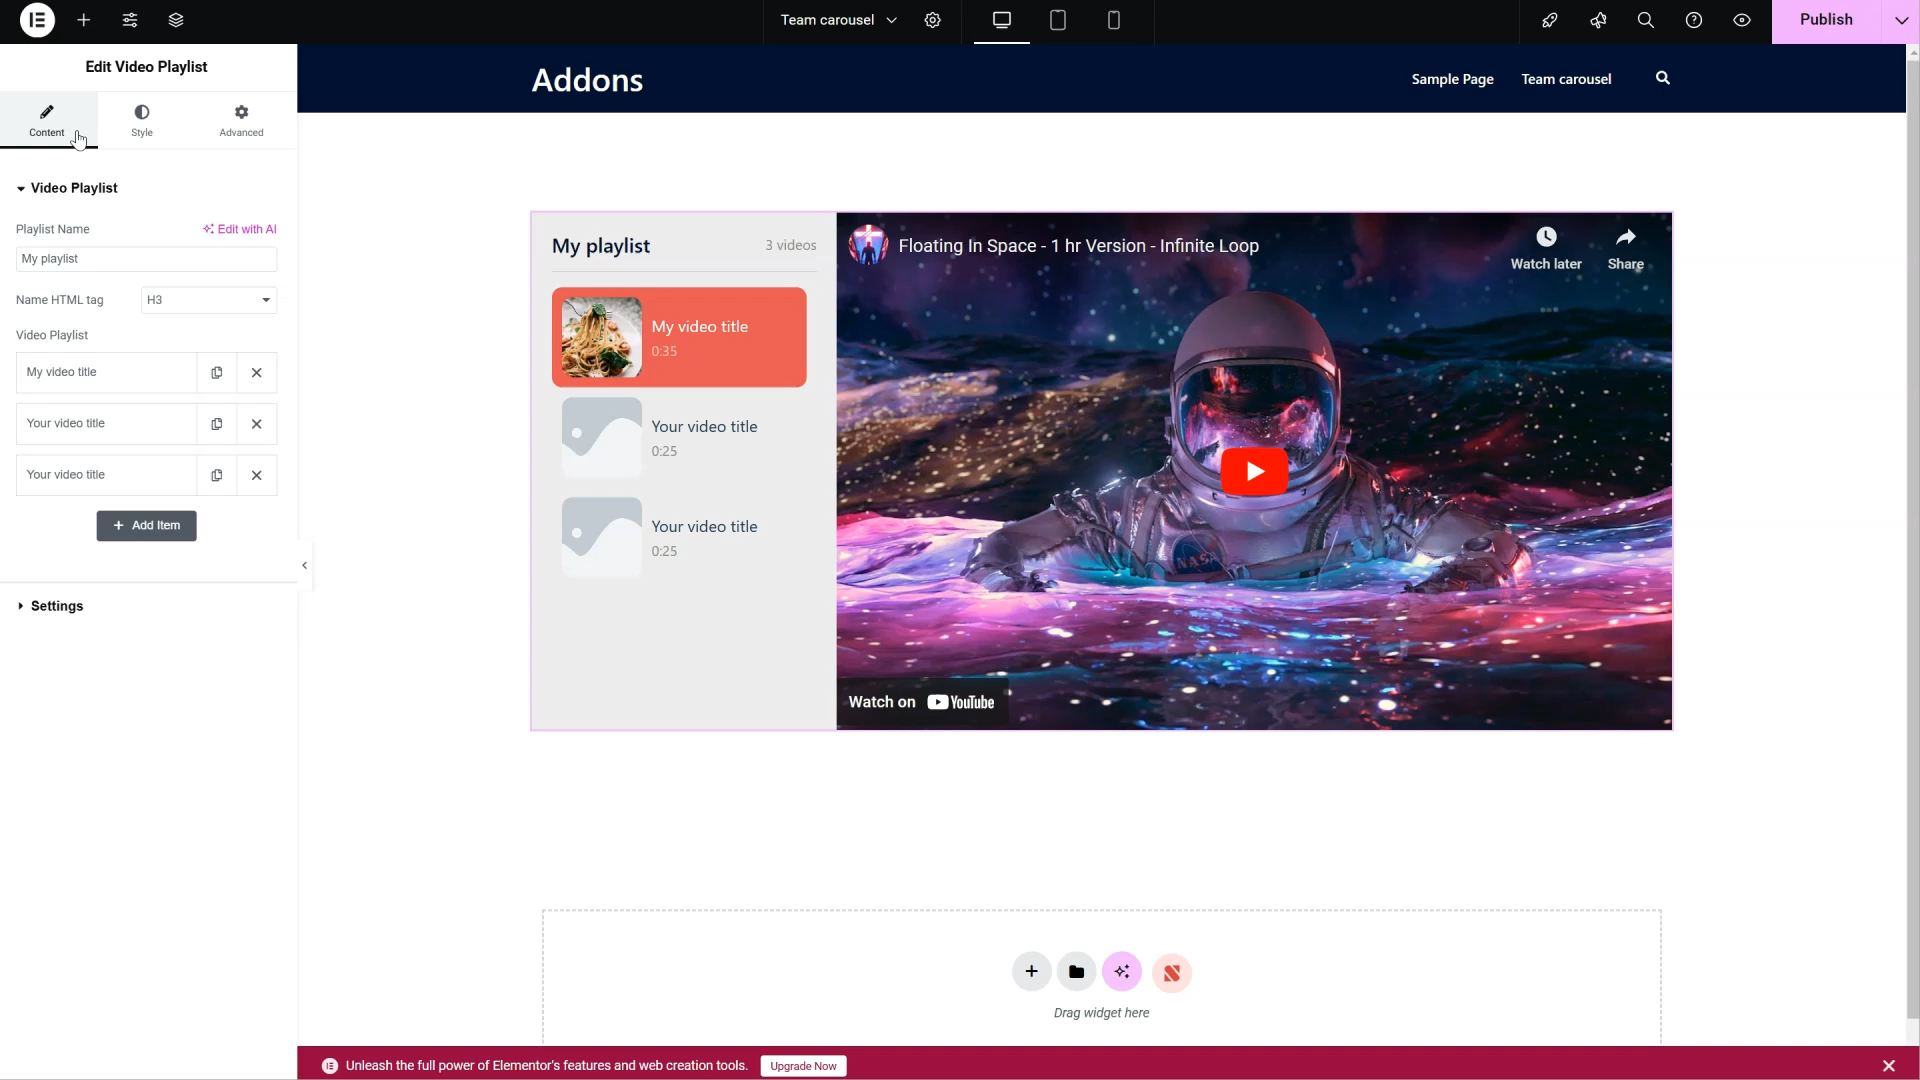 Team carousel
Publish
Edit Video Playlist
Content
Style
Advanced
Video Playlist
Playlist Name
Edit with AI
My playlist
Name HTML tag
H3
Video Playlist
My video title
Your video title
Your video title
+ Add Item
Settings
Addons
Sample Page
Team carousel
My playlist
3 videos
My video title
0:35
Your video title
0:25
Your video title
0:25
Floating In Space - 1 hr Version - Infinite Loop
Watch later
Share
NASA
Watch on YouTube
Drag widget here
Unleash the full power of Elementor's features and web creation tools.
Upgrade Now